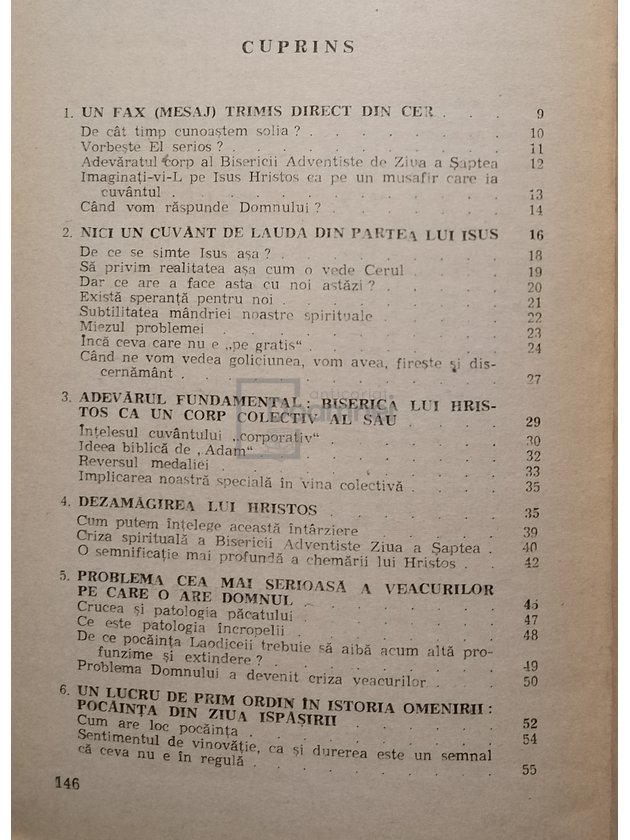 CUPRINS
1. UN FAX (MESAJ) TRIMIS DIRECT DIN CER . . . 9
De cât timp cunoaștem solia ? . . . . . . . 10
Vorbește El serios ? . . . . . . . . . 11
Adevăratul corp al Bisericii Adventiste de Ziua a Șaptea 12
Imaginați-vi-L pe Isus Hristos ca pe un musafir care ia
cuvântul . . . . . . . . . . . 13
Când vom răspunde Domnului ? . . . . . . . 14
2. NICI UN CUVÂNT DE LAUDA DIN PARTEA LUI ISUS 16
De ce se simte Isus așa ? . . . . . . . . 18
Să privim realitatea așa cum o vede Cerul . . . . 19
Dar ce are a face asta cu noi astăzi ? . . . . . 20
Există speranță pentru noi . . . . . . . . 21
Subtilitatea mândriei noastre spirituale . . . . . 22
Miezul problemei . . . . . . . . . . 23
Încă ceva care nu e „pe gratis“ . . . . . . . 24
Când ne vom vedea goliciunea, vom avea, firește și dis-
cernământ . . . . . . . . . . . 27
3. ADEVĂRUL FUNDAMENTAL : BISERICA LUI HRIS-
TOS CA UN CORP COLECTIV AL SĂU . . . . 29
Înțelesul cuvântului „corporativ“ . . . . . . 30
Ideea biblică de „Adam“ . . . . . . . . 32
Reversul medaliei . . . . . . . . . . 33
Implicarea noastră specială în vina colectivă . . . . 35
4. DEZAMĂGIREA LUI HRISTOS . . . . . . 35
Cum putem înțelege această întârziere . . . . . 39
Criza spirituală a Bisericii Adventiste Ziua a Șaptea . 40
O semnificație mai profundă a chemării lui Hristos . . 42
5. PROBLEMA CEA MAI SERIOASĂ A VEACURILOR
PE CARE O ARE DOMNUL . . . . . . . 45
Crucea și patologia păcatului . . . . . . . 47
Ce este patologia încropelii . . . . . . . 48
De ce pocăința Laodiceii trebuie să aibă acum altă pro-
funzime și extindere ? . . . . . . . . . 49
Problema Domnului a devenit criza veacurilor . . . 50
6. UN LUCRU DE PRIM ORDIN ÎN ISTORIA OMENIRII :
POCĂINȚA DIN ZIUA ISPĂȘIRII . . . . . . 52
Cum are loc pocăința . . . . . . . . . 54
Sentimentul de vinovăție, ca și durerea este un semnal
că ceva nu e în regulă . . . . . . . . . 55
146